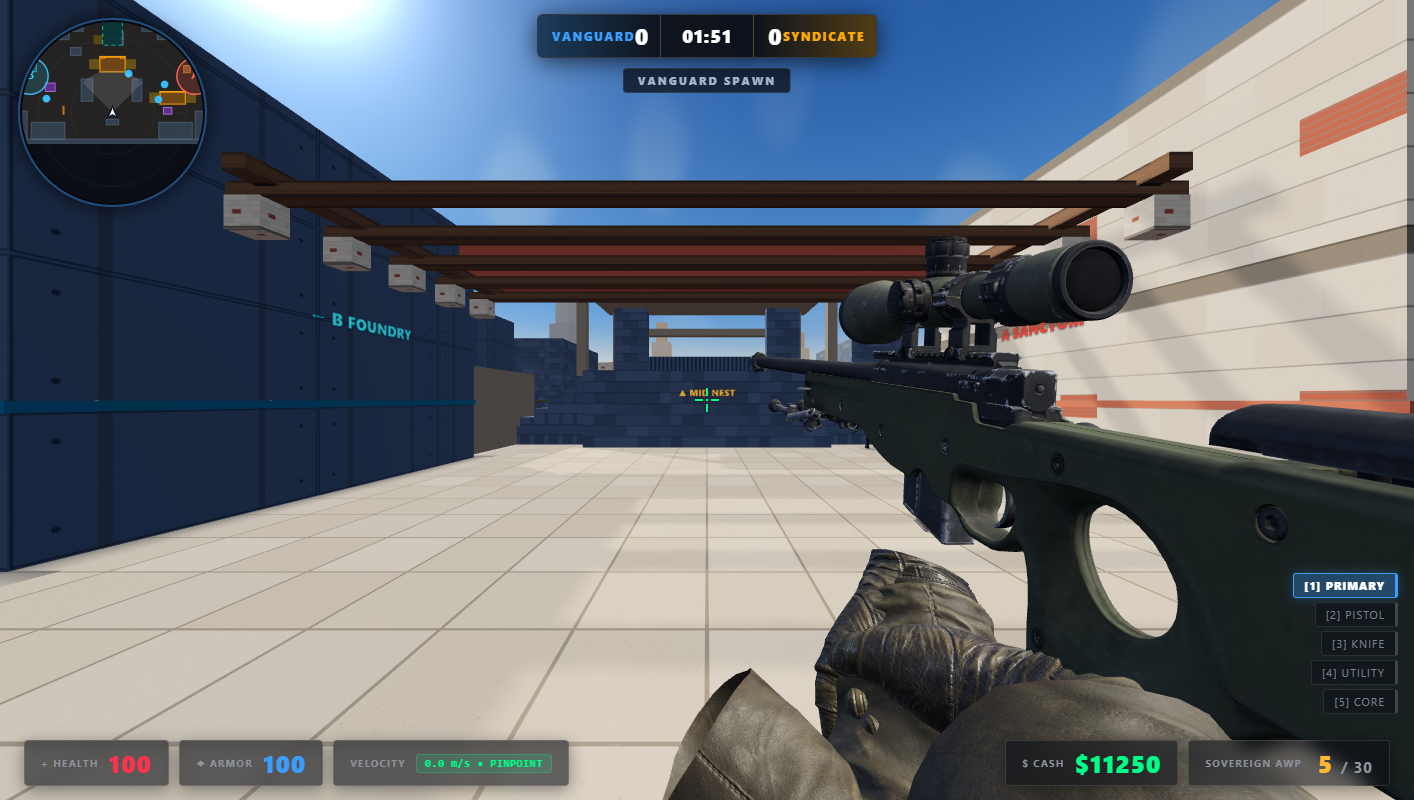 VANGUARD 0 01:51 0 SYNDICATE
VANGUARD SPAWN
B
A
← B FOUNDRY
A SANCTUM
▲ MID NEST
[1] PRIMARY
[2] PISTOL
[3] KNIFE
[4] UTILITY
[5] CORE
+ HEALTH 100
◆ ARMOR 100
VELOCITY 0.0 m/s • PINPOINT
$ CASH $11250
SOVEREIGN AWP 5 / 30